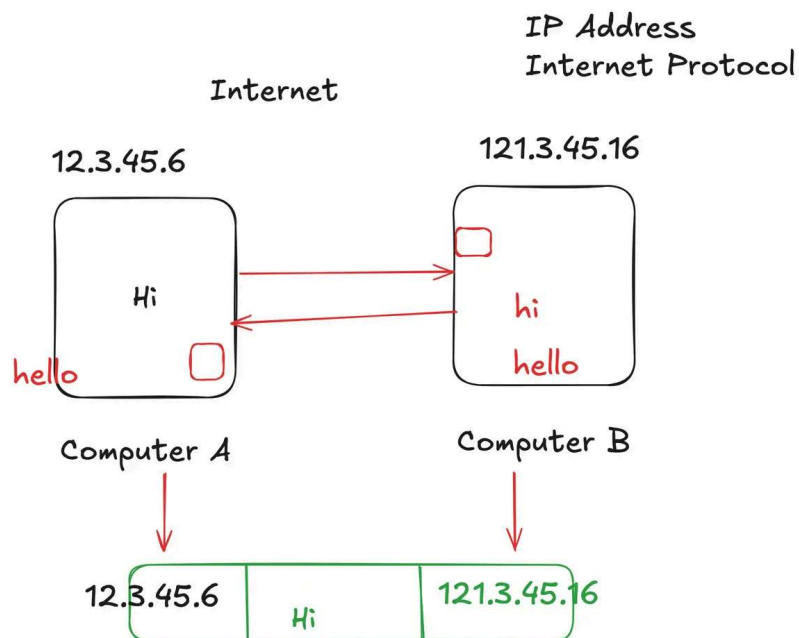 IP Address
Internet Protocol
Internet
12.3.45.6
121.3.45.16
Hi
hi
hello
hello
Computer A
Computer B
12.3.45.6
Hi
121.3.45.16